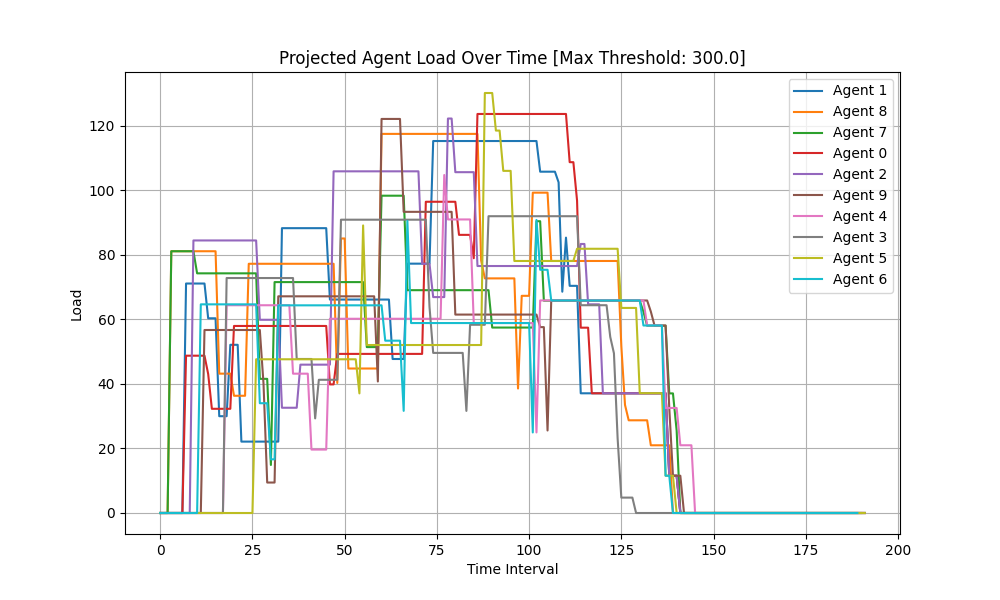 Projected Agent Load Over Time [Max Threshold: 300.0]
Load
120
100
80
60
40
20
0
0 25 50 75 100 125 150 175 200
Time Interval
Agent 1
Agent 8
Agent 7
Agent 0
Agent 2
Agent 9
Agent 4
Agent 3
Agent 5
Agent 6